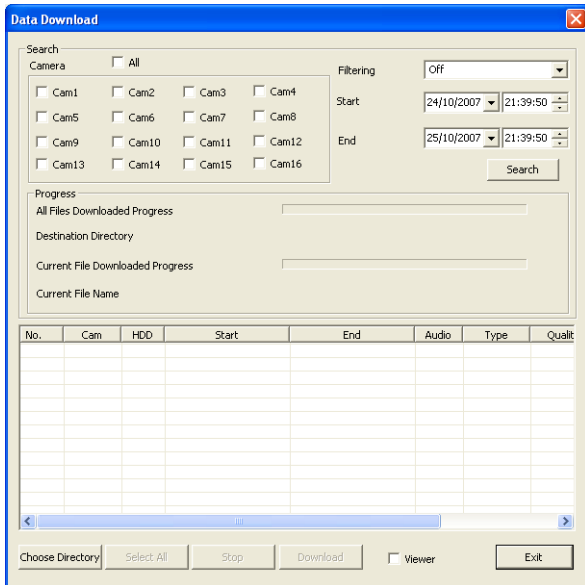 Data Download
Search
Camera All
Filtering Off
Cam1 Cam2 Cam3 Cam4
Start 24/10/2007 21:39:50
Cam5 Cam6 Cam7 Cam8
End 25/10/2007 21:39:50
Cam9 Cam10 Cam11 Cam12
Cam13 Cam14 Cam15 Cam16
Search
Progress
All Files Downloaded Progress
Destination Directory
Current File Downloaded Progress
Current File Name
No. Cam HDD Start End Audio Type Qualit
Choose Directory Select All Stop Download Viewer Exit